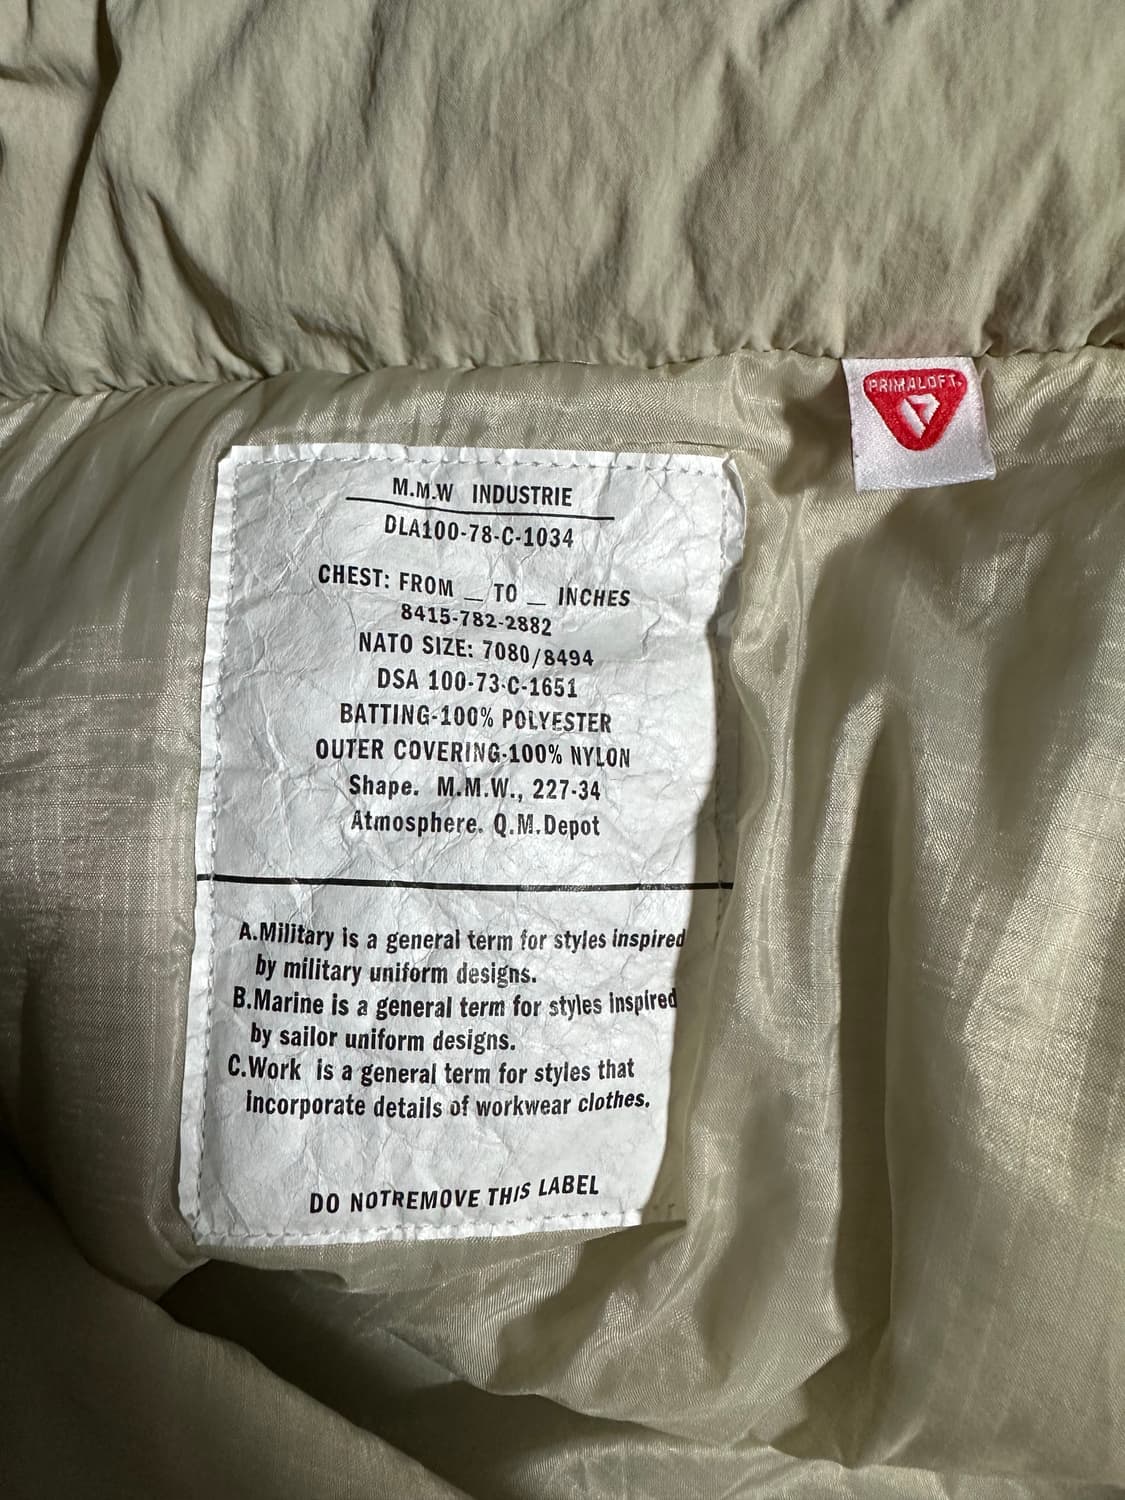 PRIMALOFT
M.M.W INDUSTRIE
DLA100-78-C-1034
CHEST: FROM _ TO _ INCHES
8415-782-2882
NATO SIZE: 7080/8494
DSA 100-73-C-1651
BATTING-100% POLYESTER
OUTER COVERING-100% NYLON
Shape. M.M.W., 227-34
Atmosphere. Q.M.Depot
A.Military is a general term for styles inspired
by military uniform designs.
B.Marine is a general term for styles inspired
by sailor uniform designs.
C.Work is a general term for styles that
incorporate details of workwear clothes.
DO NOTREMOVE THIS LABEL